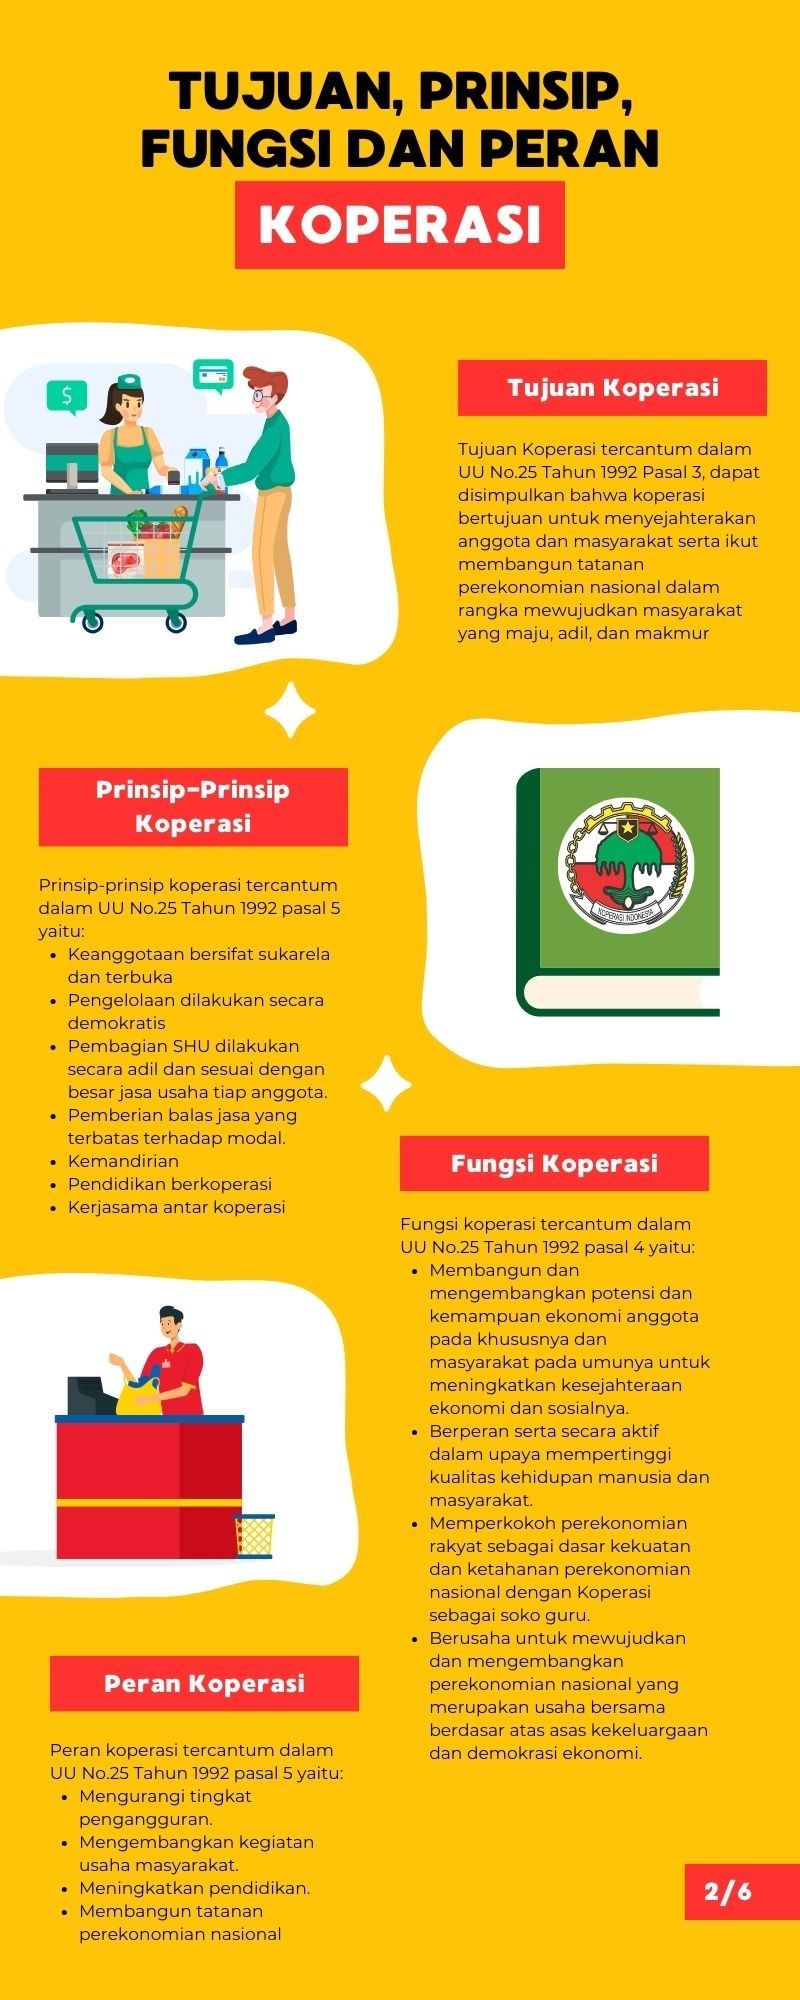 TUJUAN, PRINSIP,
FUNGSI DAN PERAN
KOPERASI
Tujuan Koperasi
Tujuan Koperasi tercantum dalam
UU No.25 Tahun 1992 Pasal 3, dapat
disimpulkan bahwa koperasi
bertujuan untuk menyejahterakan
anggota dan masyarakat serta ikut
membangun tatanan
perekonomian nasional dalam
rangka mewujudkan masyarakat
yang maju, adil, dan makmur
$
Prinsip-Prinsip
Koperasi
Prinsip-prinsip koperasi tercantum
dalam UU No.25 Tahun 1992 pasal 5
yaitu:
• Keanggotaan bersifat sukarela
dan terbuka
• Pengelolaan dilakukan secara
demokratis
• Pembagian SHU dilakukan
secara adil dan sesuai dengan
besar jasa usaha tiap anggota.
• Pemberian balas jasa yang
terbatas terhadap modal.
• Kemandirian
• Pendidikan berkoperasi
• Kerjasama antar koperasi
KOPERASI INDONESIA
Fungsi Koperasi
Fungsi koperasi tercantum dalam
UU No.25 Tahun 1992 pasal 4 yaitu:
• Membangun dan
mengembangkan potensi dan
kemampuan ekonomi anggota
pada khususnya dan
masyarakat pada umunya untuk
meningkatkan kesejahteraan
ekonomi dan sosialnya.
• Berperan serta secara aktif
dalam upaya mempertinggi
kualitas kehidupan manusia dan
masyarakat.
• Memperkokoh perekonomian
rakyat sebagai dasar kekuatan
dan ketahanan perekonomian
nasional dengan Koperasi
sebagai soko guru.
• Berusaha untuk mewujudkan
dan mengembangkan
perekonomian nasional yang
merupakan usaha bersama
berdasar atas asas kekeluargaan
dan demokrasi ekonomi.
Peran Koperasi
Peran koperasi tercantum dalam
UU No.25 Tahun 1992 pasal 5 yaitu:
• Mengurangi tingkat
pengangguran.
• Mengembangkan kegiatan
usaha masyarakat.
• Meningkatkan pendidikan.
• Membangun tatanan
perekonomian nasional
2/6